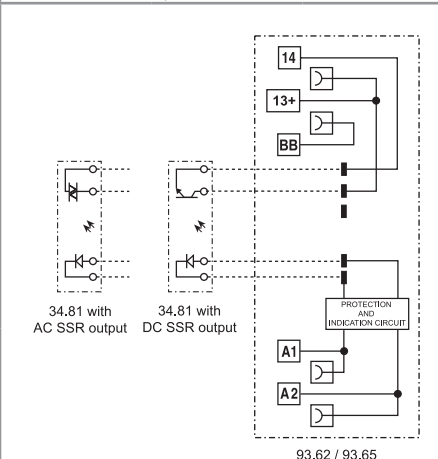 14
13+
BB
34.81 with
AC SSR output
34.81 with
DC SSR output
PROTECTION
AND
INDICATION CIRCUIT
A1
A2
93.62 / 93.65